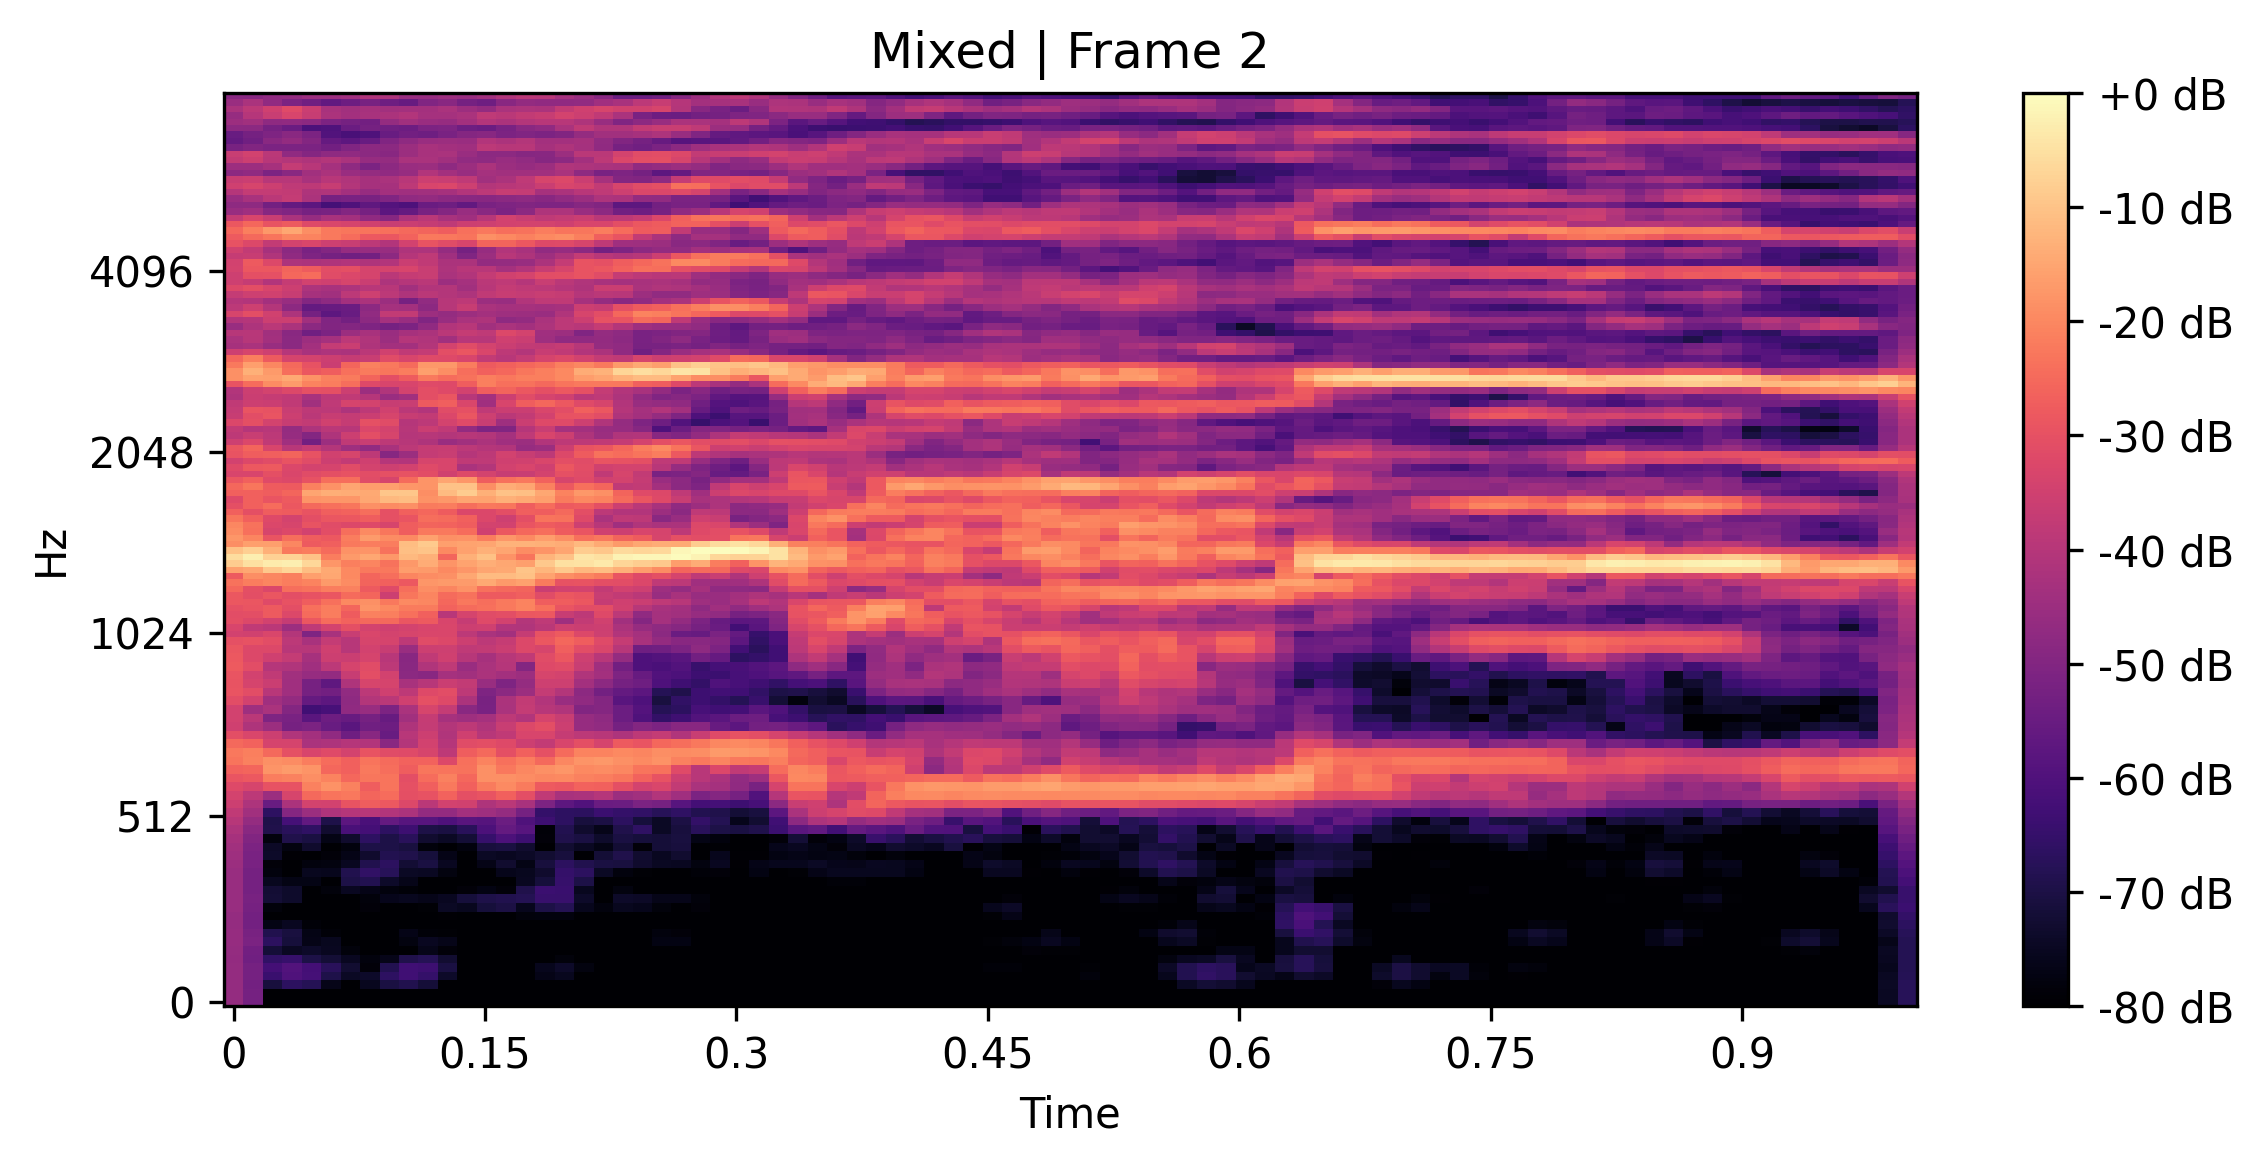 Mixed | Frame 2
Hz
4096
2048
1024
512
0
0 0.15 0.3 0.45 0.6 0.75 0.9
Time
+0 dB
-10 dB
-20 dB
-30 dB
-40 dB
-50 dB
-60 dB
-70 dB
-80 dB